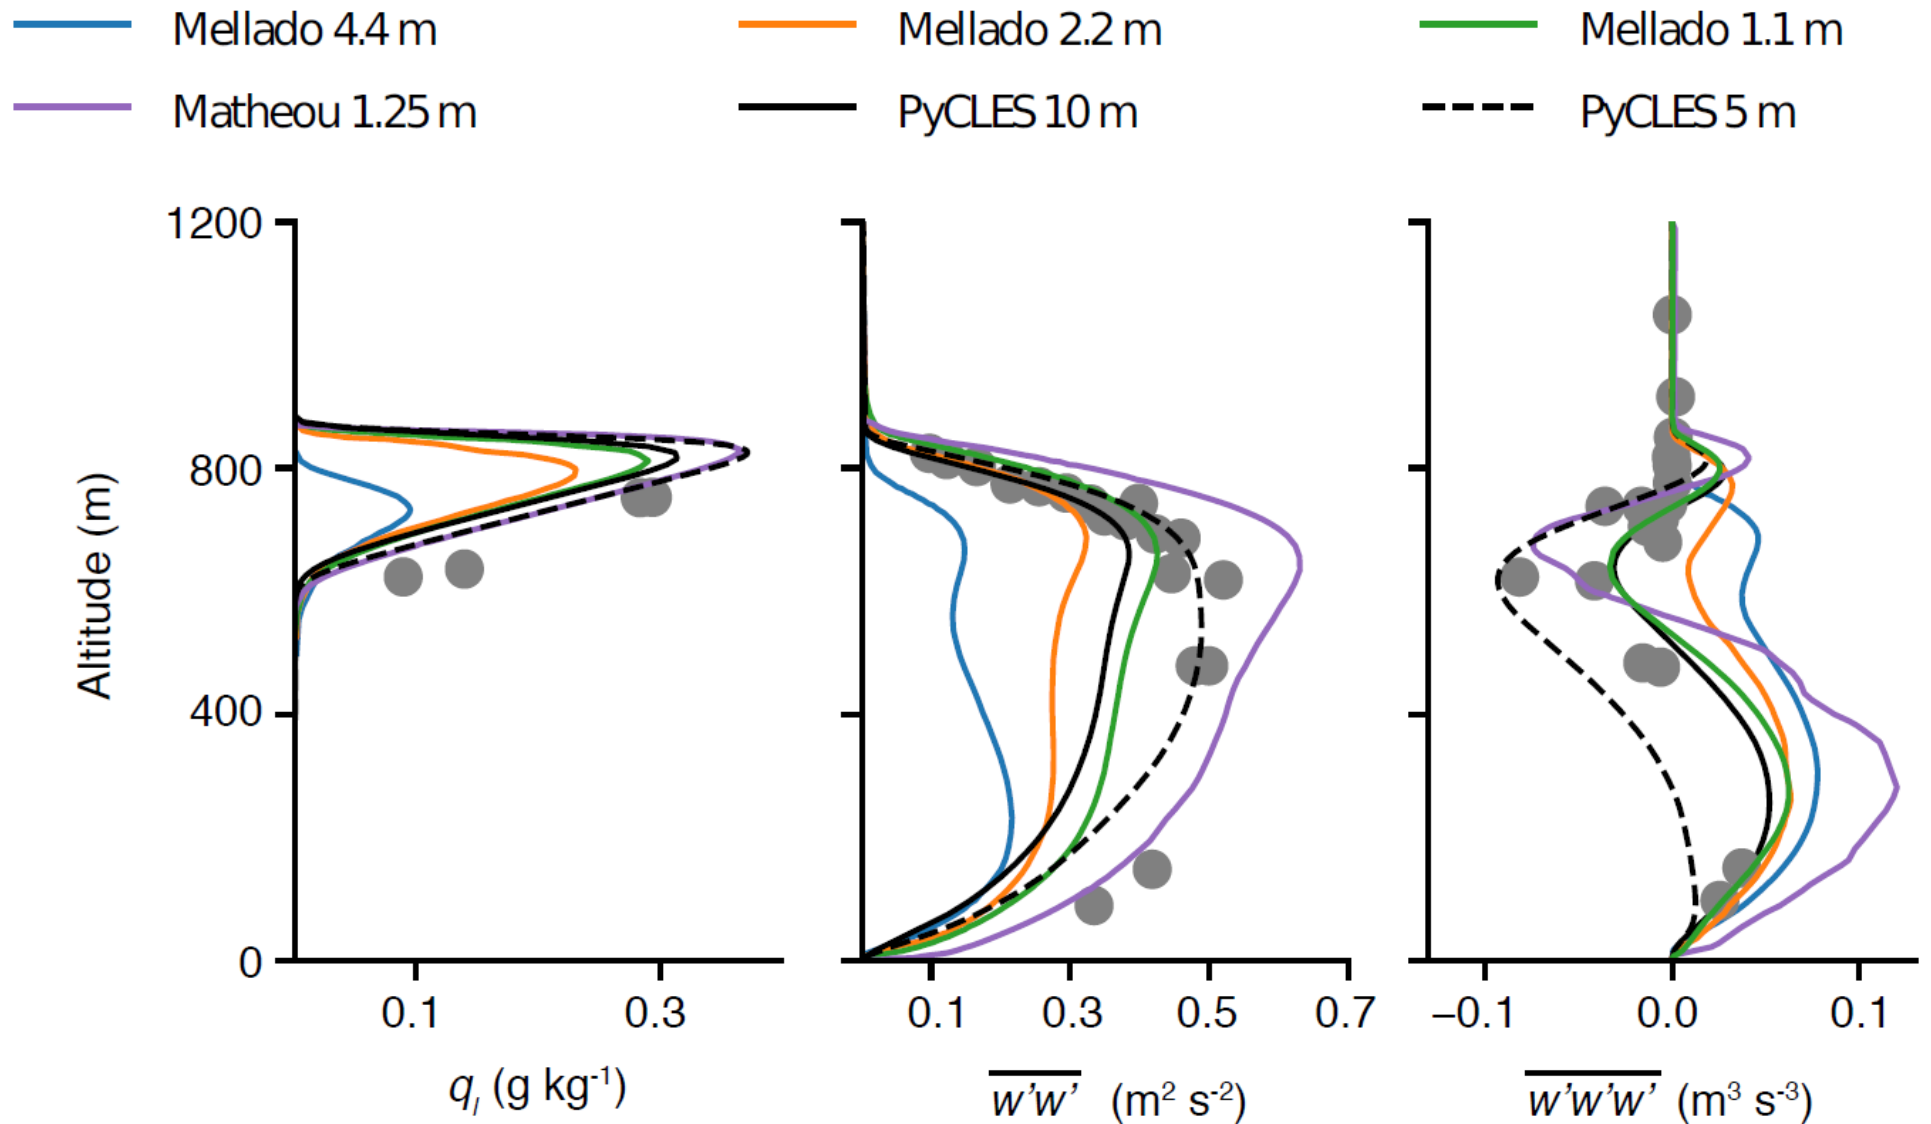 Mellado 4.4 m Mellado 2.2 m Mellado 1.1 m
Matheou 1.25 m PyCLES 10 m PyCLES 5 m
1200
800
400
0
Altitude (m)
0.1 0.3
0.1 0.3 0.5 0.7
−0.1 0.0 0.1
qₗ (g kg⁻¹)
w’w’ (m² s⁻²)
w’w’w’ (m³ s⁻³)